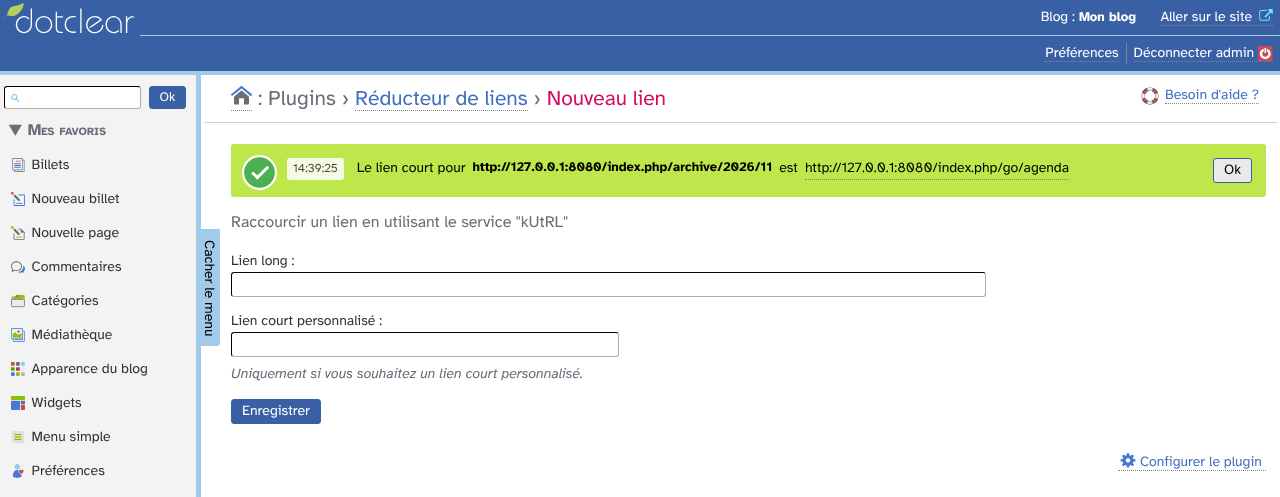 dotclear
Blog : Mon blog Aller sur le site
Préférences Déconnecter admin
Ok
: Plugins › Réducteur de liens › Nouveau lien
Besoin d'aide ?
Mes favoris
Billets
Nouveau billet
Nouvelle page
Commentaires
Catégories
Médiathèque
Apparence du blog
Widgets
Menu simple
Préférences
Cacher le menu
14:39:25 Le lien court pour http://127.0.0.1:8080/index.php/archive/2026/11 est http://127.0.0.1:8080/index.php/go/agenda Ok
Raccourcir un lien en utilisant le service "kUtRL"
Lien long :
Lien court personnalisé :
Uniquement si vous souhaitez un lien court personnalisé.
Enregistrer
Configurer le plugin